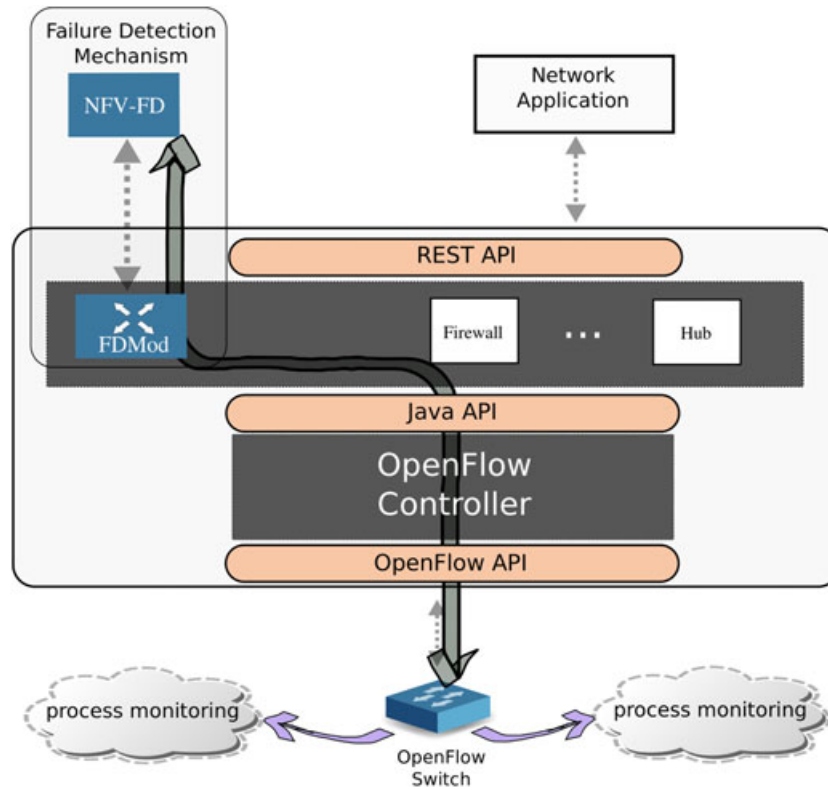 Failure Detection
Mechanism
NFV-FD
Network
Application
REST API
FDMod
Firewall
...
Hub
Java API
OpenFlow
Controller
OpenFlow API
process monitoring
process monitoring
OpenFlow
Switch